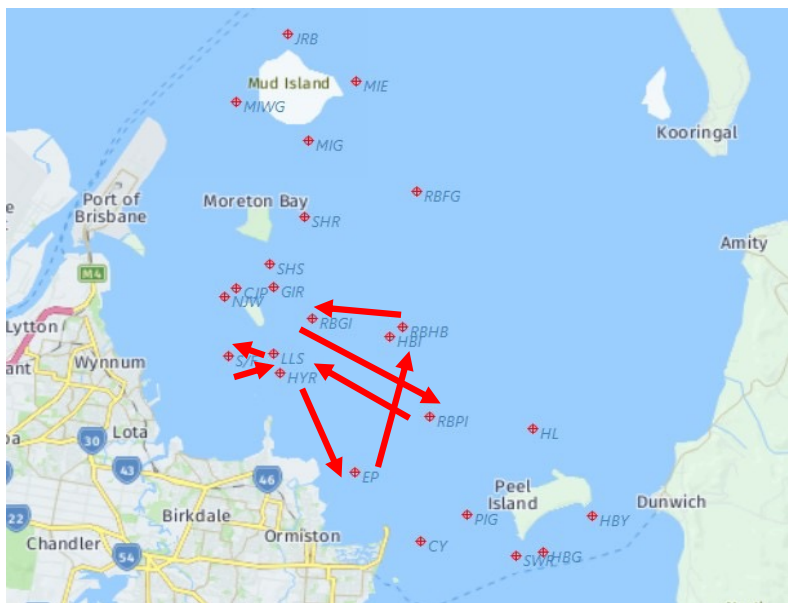 JRB
Mud Island
MIE
MIWG
Kooringal
MIG
Port of
Brisbane
Moreton Bay
RBFG
SHR
Amity
SHS
M4
CJP
GIR
NJW
RBGI
Lytton
RBHB
HBI
Wynnum
LLS
HYR
RBPI
HL
Lota
30
43
46
EP
Peel
Island
Dunwich
22
Birkdale
PIG
HBY
Ormiston
Chandler
54
CY
SWR
HBG